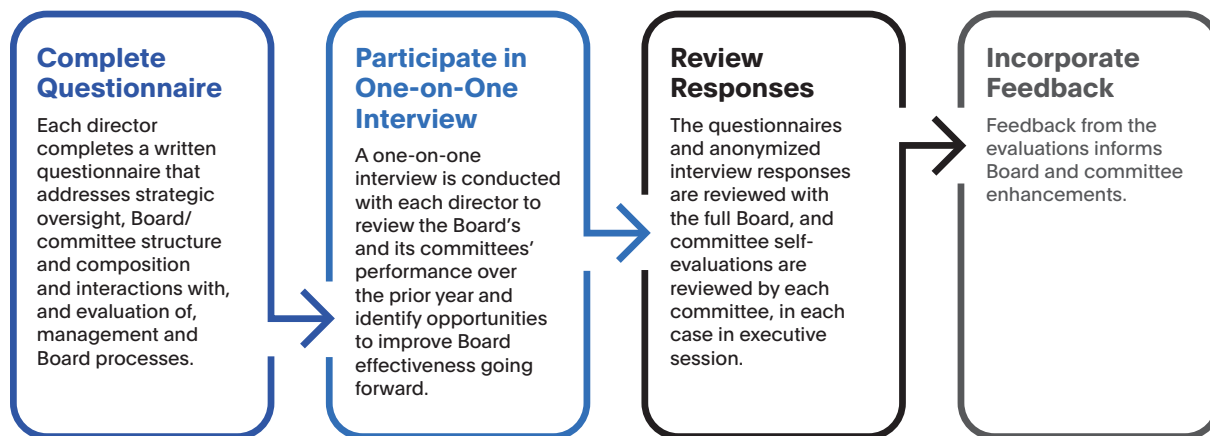 Complete
Questionnaire
Each director
completes a written
questionnaire that
addresses strategic
oversight, Board/
committee structure
and composition
and interactions with,
and evaluation of,
management and
Board processes.
Participate in
One-on-One
Interview
A one-on-one
interview is conducted
with each director to
review the Board’s
and its committees’
performance over
the prior year and
identify opportunities
to improve Board
effectiveness going
forward.
Review
Responses
The questionnaires
and anonymized
interview responses
are reviewed with
the full Board, and
committee self-
evaluations are
reviewed by each
committee, in each
case in executive
session.
Incorporate
Feedback
Feedback from the
evaluations informs
Board and committee
enhancements.